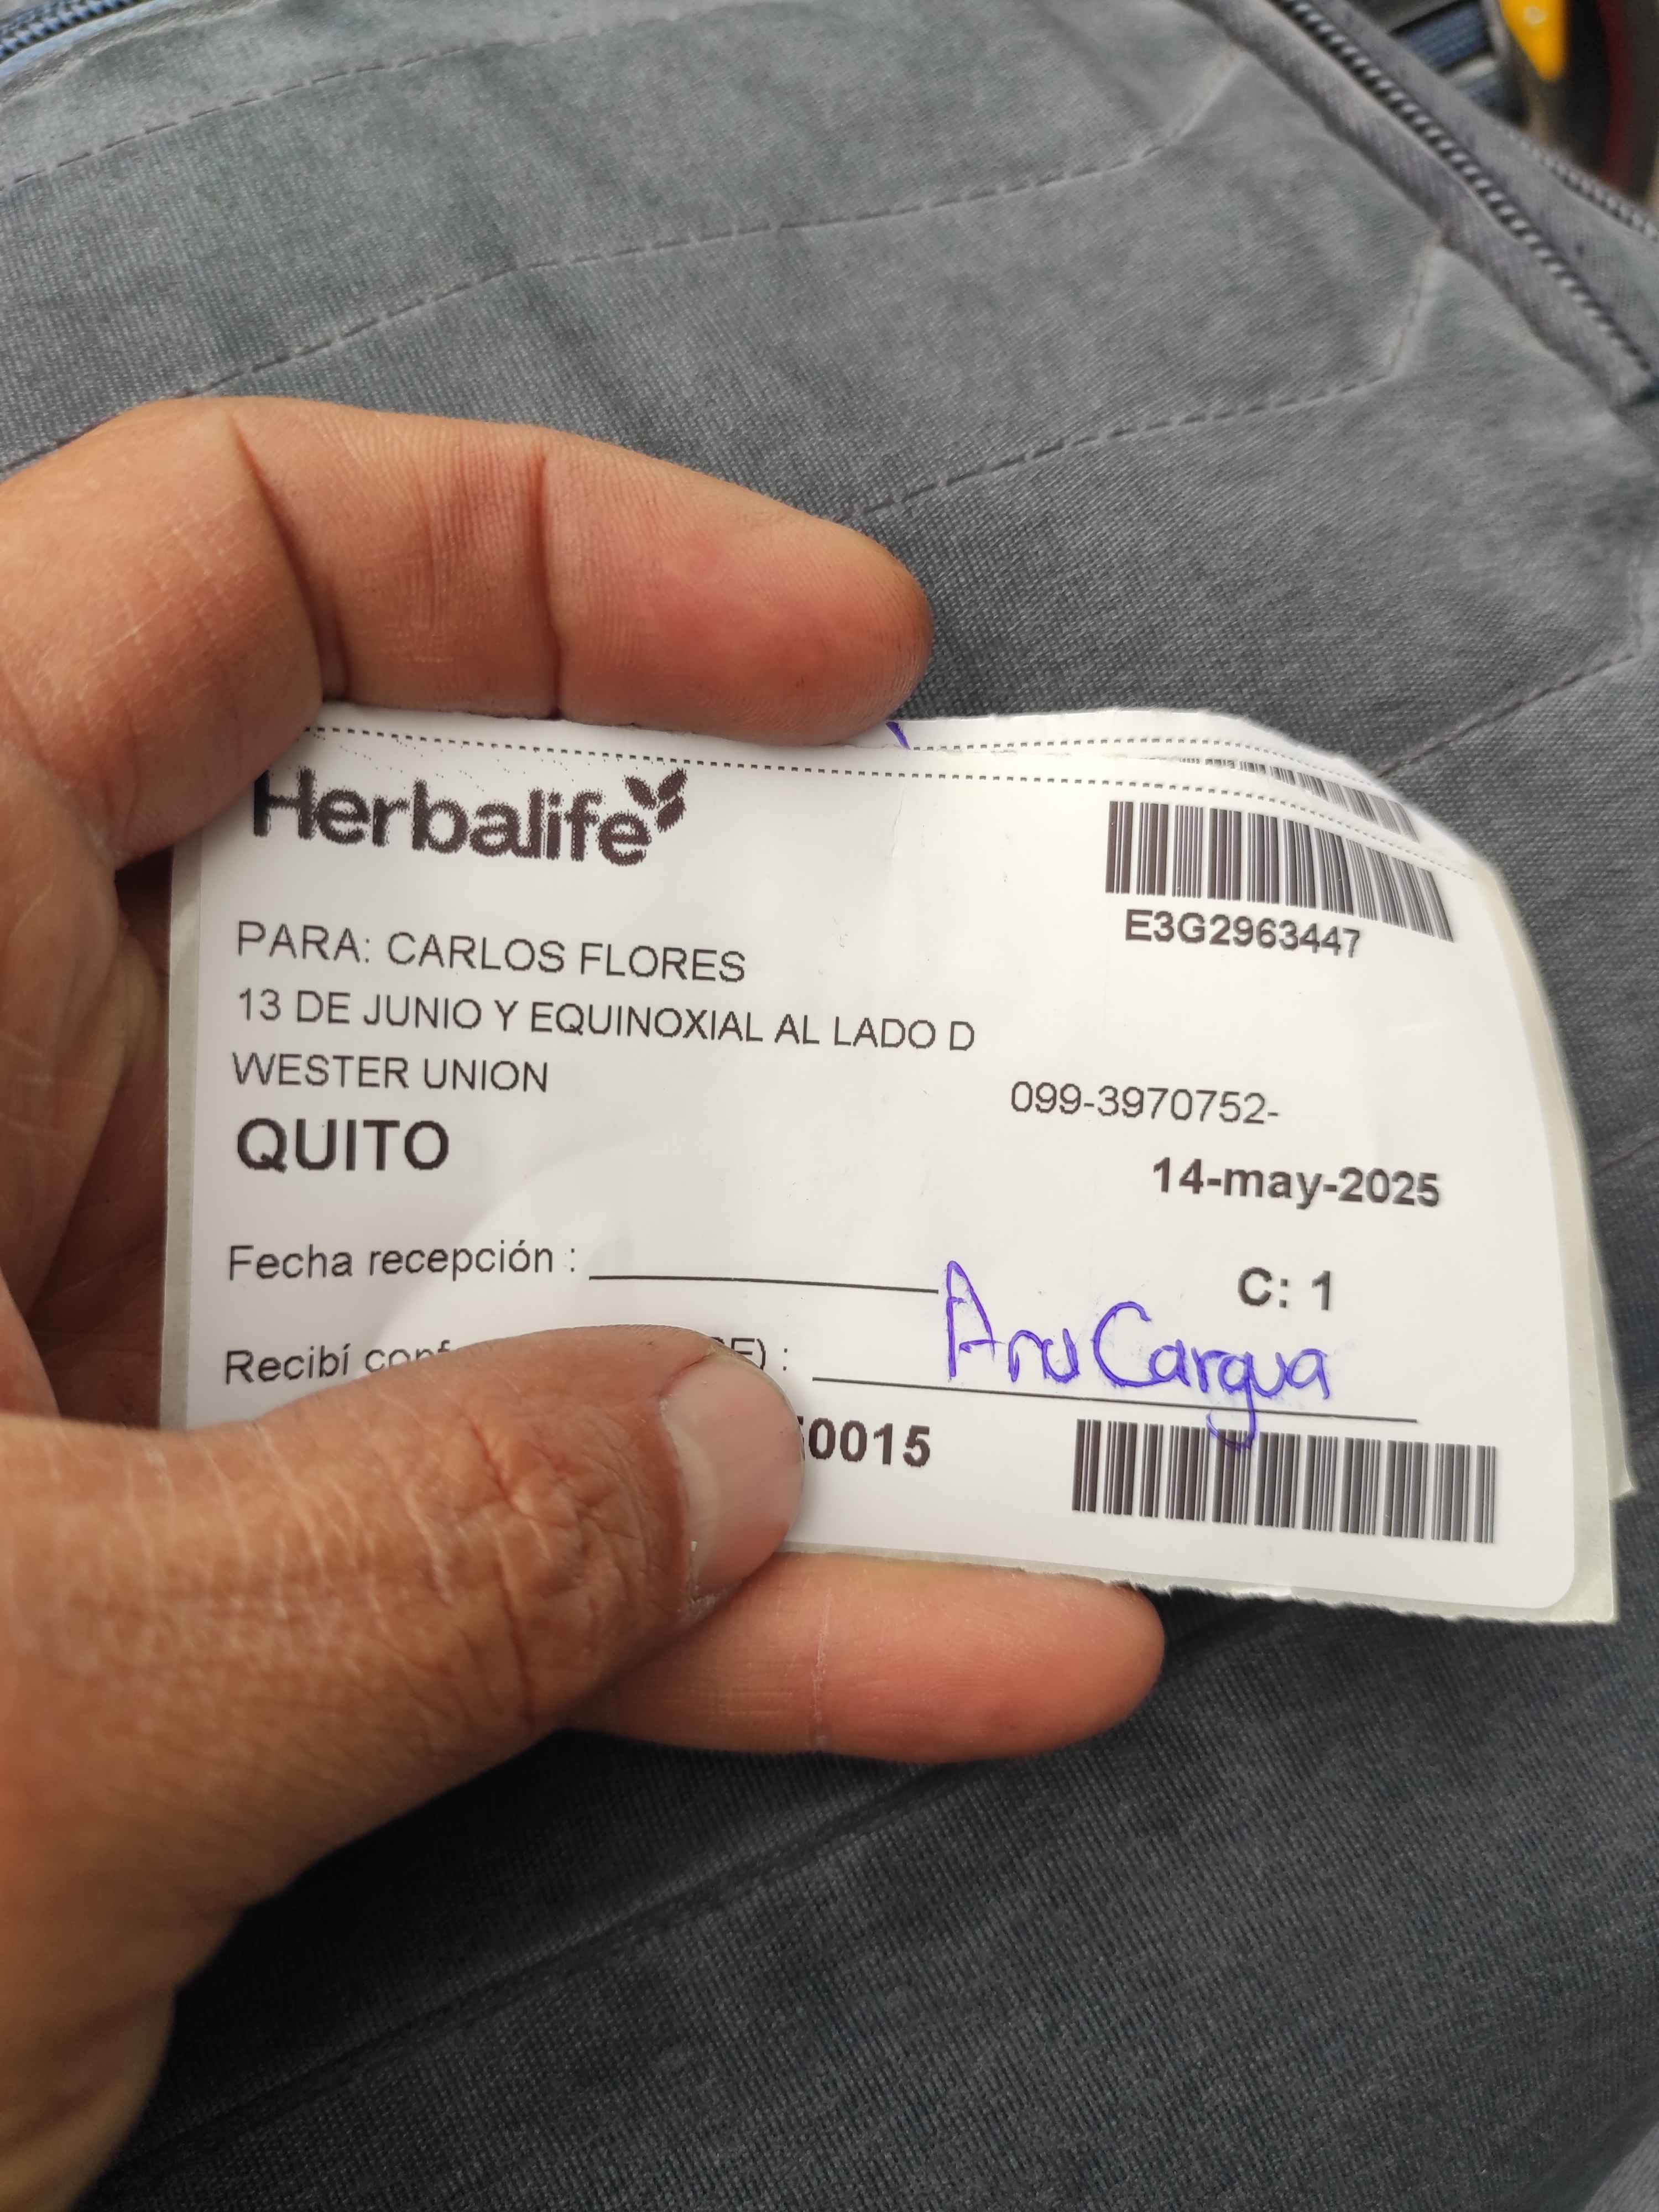 Herbalife
E3G2963447
PARA: CARLOS FLORES
13 DE JUNIO Y EQUINOXIAL AL LADO D
WESTER UNION
099-3970752-
QUITO
14-may-2025
Fecha recepción :
C: 1
Recibí :
Ana Cargua
0015